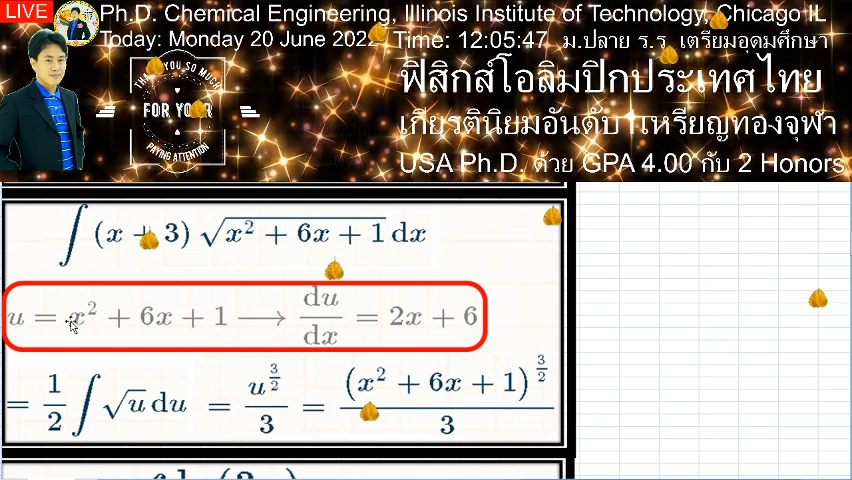 LIVE
Ph.D. Chemical Engineering, Illinois Institute of Technology, Chicago IL
Today: Monday 20 June 2022 Time: 12:05:47 ม.ปลาย ร.ร. เตรียมอุดมศึกษา
THANK YOU SO MUCH
FOR YOUR
PAYING ATTENTION
ฟิสิกส์โอลิมปิกประเทศไทย
เกียรตินิยมอันดับ 1 เหรียญทองจุฬา
USA Ph.D. ด้วย GPA 4.00 กับ 2 Honors
∫ (x + 3) √(x² + 6x + 1) dx
u = x² + 6x + 1 ⟶ du/dx = 2x + 6
= 1/2 ∫ √u du = u^(3/2)/3 = (x² + 6x + 1)^(3/2)/3